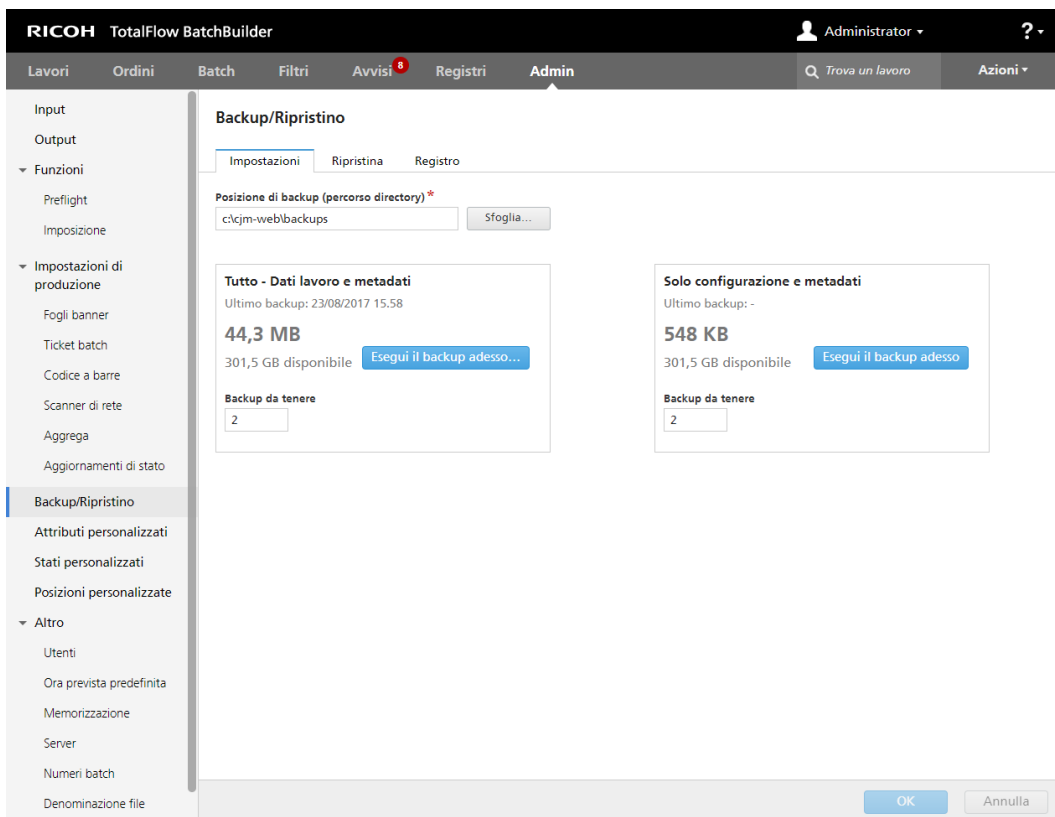 RICOH TotalFlow BatchBuilder Administrator ?
Lavori Ordini Batch Filtri Avvisi 8 Registri Admin Trova un lavoro Azioni
Input
Output
Funzioni
Preflight
Imposizione
Impostazioni di
produzione
Fogli banner
Ticket batch
Codice a barre
Scanner di rete
Aggrega
Aggiornamenti di stato
Backup/Ripristino
Attributi personalizzati
Stati personalizzati
Posizioni personalizzate
Altro
Utenti
Ora prevista predefinita
Memorizzazione
Server
Numeri batch
Denominazione file
Backup/Ripristino
Impostazioni Ripristina Registro
Posizione di backup (percorso directory) *
c:\cjm-web\backups Sfoglia...
Tutto - Dati lavoro e metadati
Ultimo backup: 23/08/2017 15.58
44,3 MB
301,5 GB disponibile Esegui il backup adesso...
Backup da tenere
2
Solo configurazione e metadati
Ultimo backup: -
548 KB
301,5 GB disponibile Esegui il backup adesso
Backup da tenere
2
OK Annulla